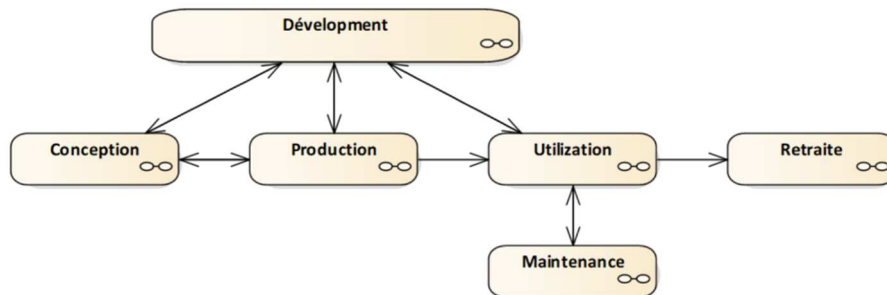 Dévelopment
Conception
Production
Utilization
Retraite
Maintenance